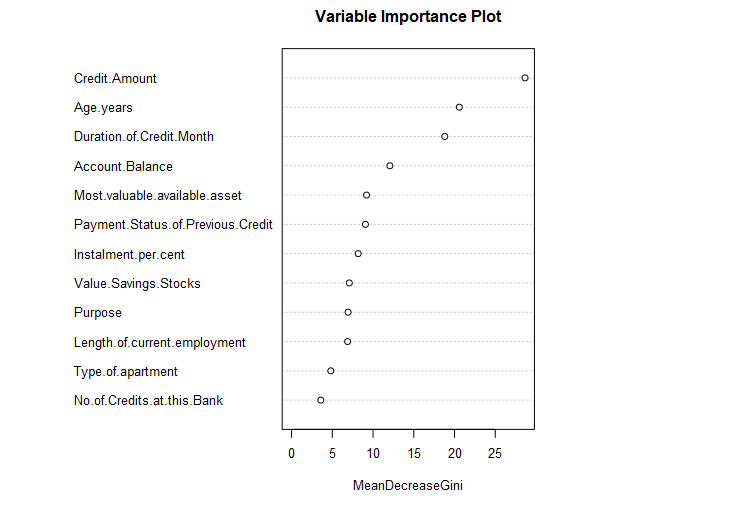 Variable Importance Plot
Credit.Amount
Age.years
Duration.of.Credit.Month
Account.Balance
Most.valuable.available.asset
Payment.Status.of.Previous.Credit
Instalment.per.cent
Value.Savings.Stocks
Purpose
Length.of.current.employment
Type.of.apartment
No.of.Credits.at.this.Bank
0 5 10 15 20 25
MeanDecreaseGini